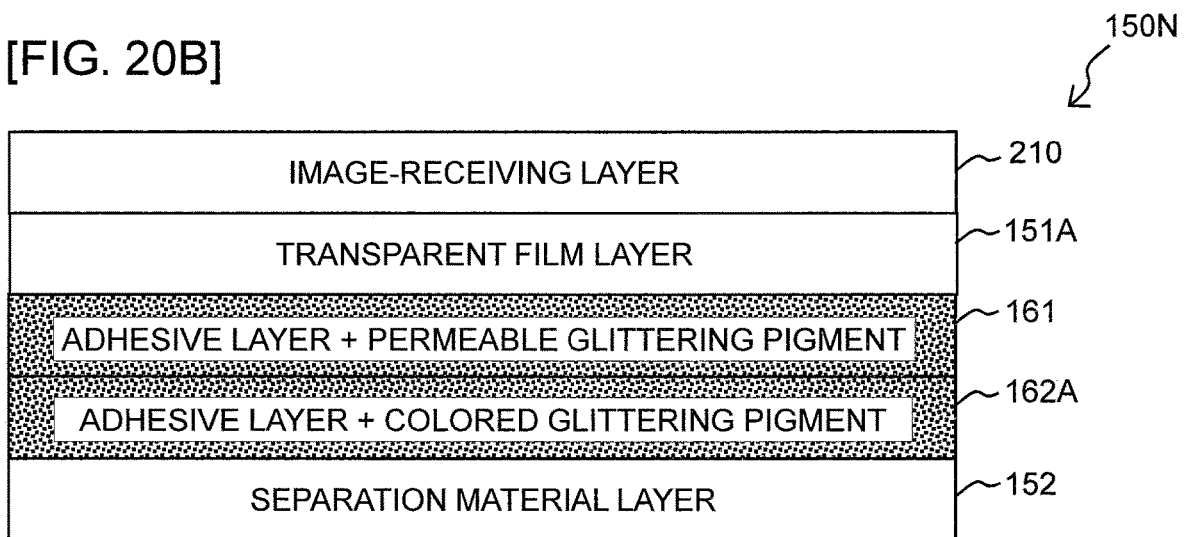 150N
[FIG. 20B]
IMAGE-RECEIVING LAYER 210
TRANSPARENT FILM LAYER 151A
ADHESIVE LAYER + PERMEABLE GLITTERING PIGMENT 161
ADHESIVE LAYER + COLORED GLITTERING PIGMENT 162A
SEPARATION MATERIAL LAYER 152